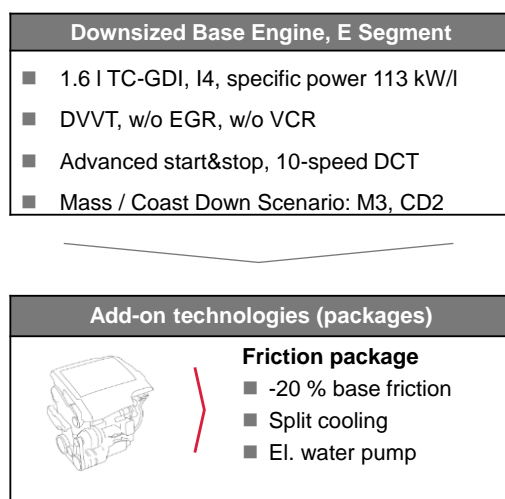 Downsized Base Engine, E Segment
1.6 l TC-GDI, I4, specific power 113 kW/l
DVVT, w/o EGR, w/o VCR
Advanced start&stop, 10-speed DCT
Mass / Coast Down Scenario: M3, CD2
Add-on technologies (packages)
Friction package
-20 % base friction
Split cooling
El. water pump